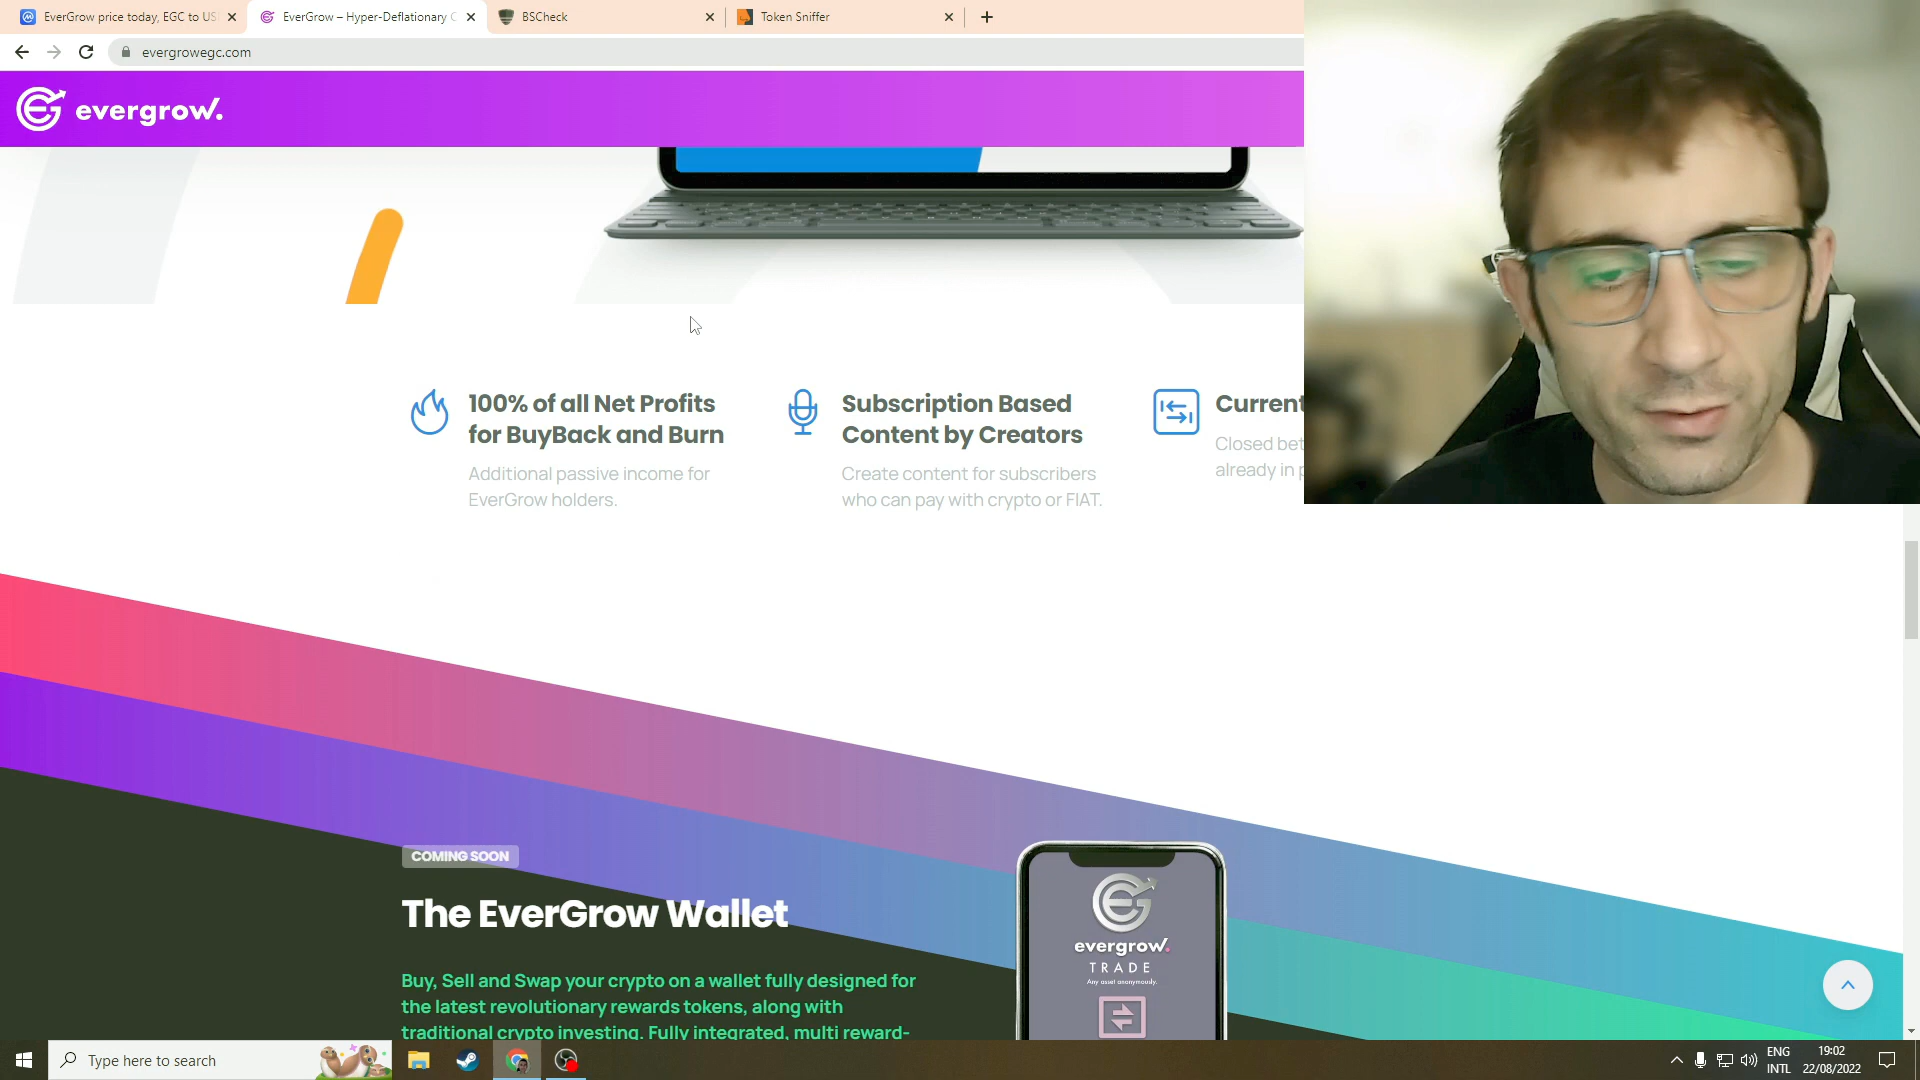 EverGrow price today, EGC to US
EverGrow – Hyper-Deflationary C
BSCheck
Token Sniffer
evergrowegc.com
evergrow.
100% of all Net Profits
for BuyBack and Burn
Additional passive income for
EverGrow holders.
Subscription Based
Content by Creators
Create content for subscribers
who can pay with crypto or FIAT.
Current
Closed bet
already in p
COMING SOON
The EverGrow Wallet
Buy, Sell and Swap your crypto on a wallet fully designed for
the latest revolutionary rewards tokens, along with
traditional crypto investing. Fully integrated, multi reward-
evergrow.
TRADE
Any asset anonymously.
Type here to search
ENG
INTL
19:02
22/08/2022